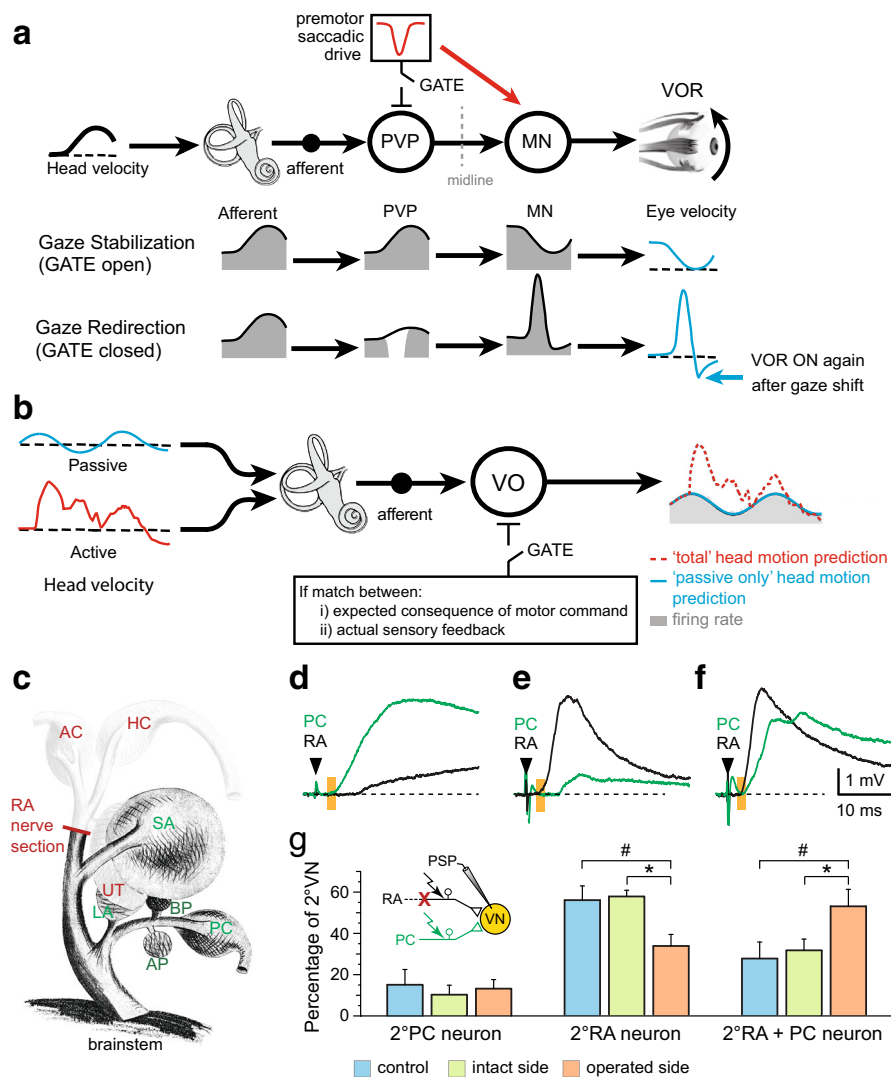 a
premotor
saccadic
drive
GATE
VOR
PVP
MN
Head velocity
afferent
midline
Afferent
PVP
MN
Eye velocity
Gaze Stabilization
(GATE open)
Gaze Redirection
(GATE closed)
VOR ON again
after gaze shift
b
Passive
Active
Head velocity
afferent
VO
GATE
If match between:
i) expected consequence of motor command
ii) actual sensory feedback
'total' head motion prediction
'passive only' head motion
prediction
firing rate
c
AC
HC
RA
nerve
section
SA
UT
LA
BP
PC
AP
brainstem
d
PC
RA
e
PC
RA
f
PC
RA
1 mV
10 ms
g
Percentage of 2°VN
60
40
20
0
PSP
RA
X
VN
PC
#
*
#
*
2°PC neuron
2°RA neuron
2°RA + PC neuron
control
intact side
operated side